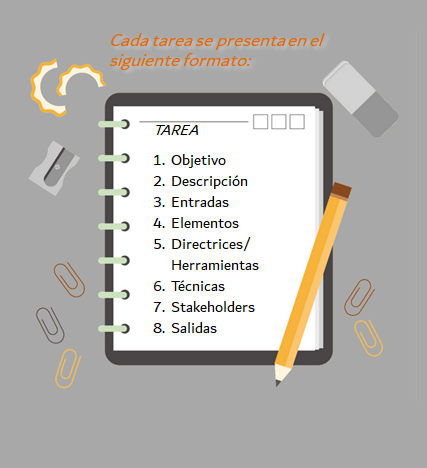 Cada tarea se presenta en el
siguiente formato:
TAREA
1. Objetivo
2. Descripción
3. Entradas
4. Elementos
5. Directrices/
Herramientas
6. Técnicas
7. Stakeholders
8. Salidas